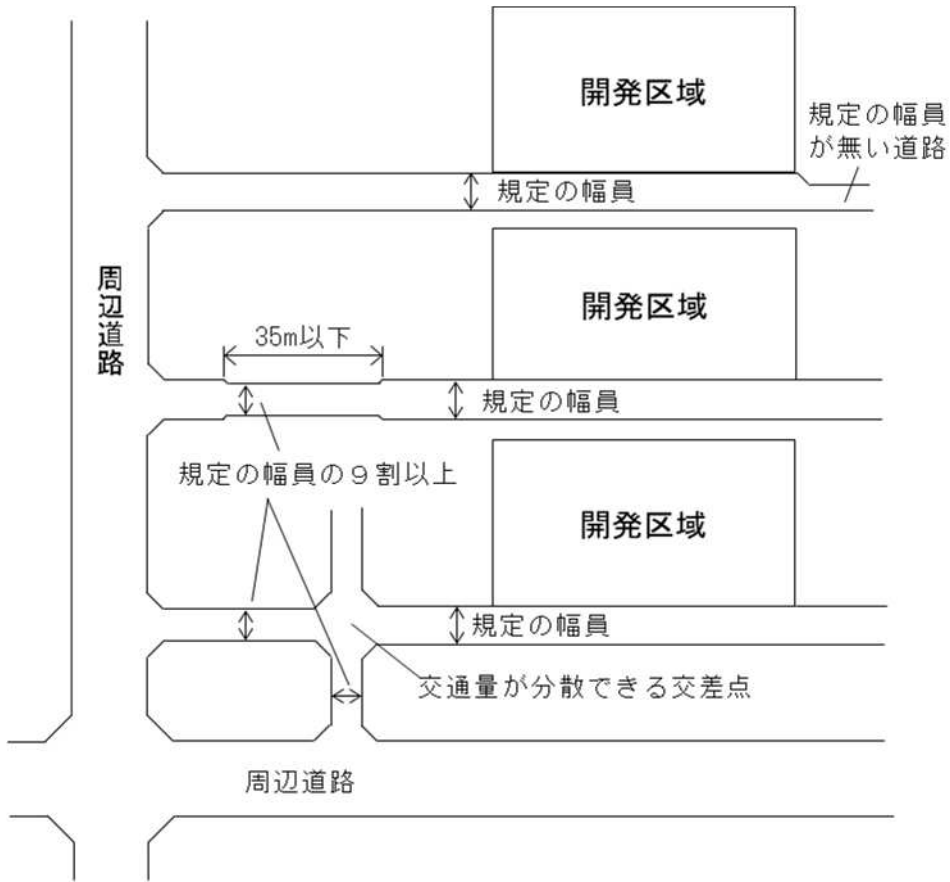 開発区域
規定の幅員
が無い道路
規定の幅員
周辺道路
開発区域
35m以下
規定の幅員
規定の幅員の９割以上
開発区域
規定の幅員
交通量が分散できる交差点
周辺道路